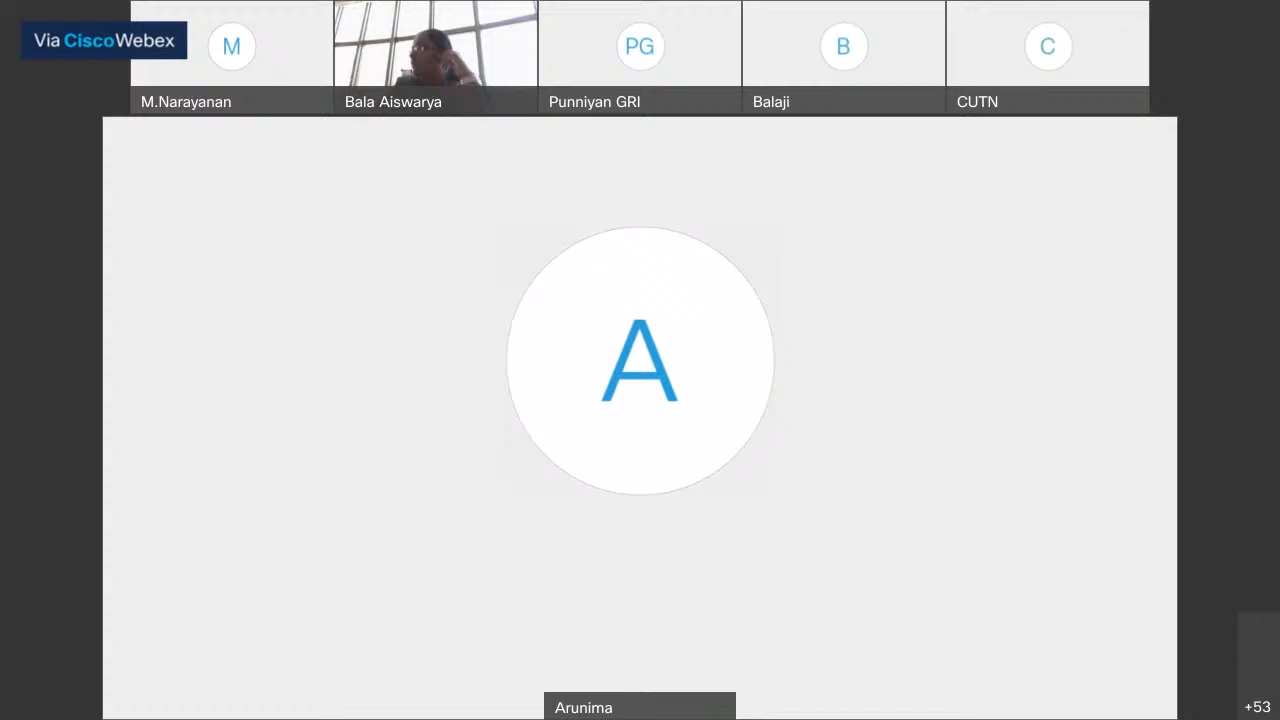 Via CiscoWebex
M
PG
B
C
M.Narayanan
Bala Aiswarya
Punniyan GRI
Balaji
CUTN
A
Arunima
+53